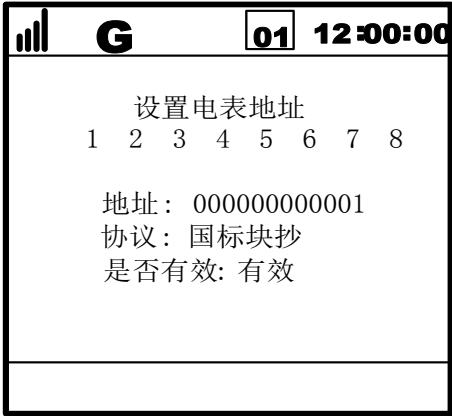 G 01 12:00:00
设置电表地址
1 2 3 4 5 6 7 8
地址: 000000000001
协议: 国标块抄
是否有效: 有效